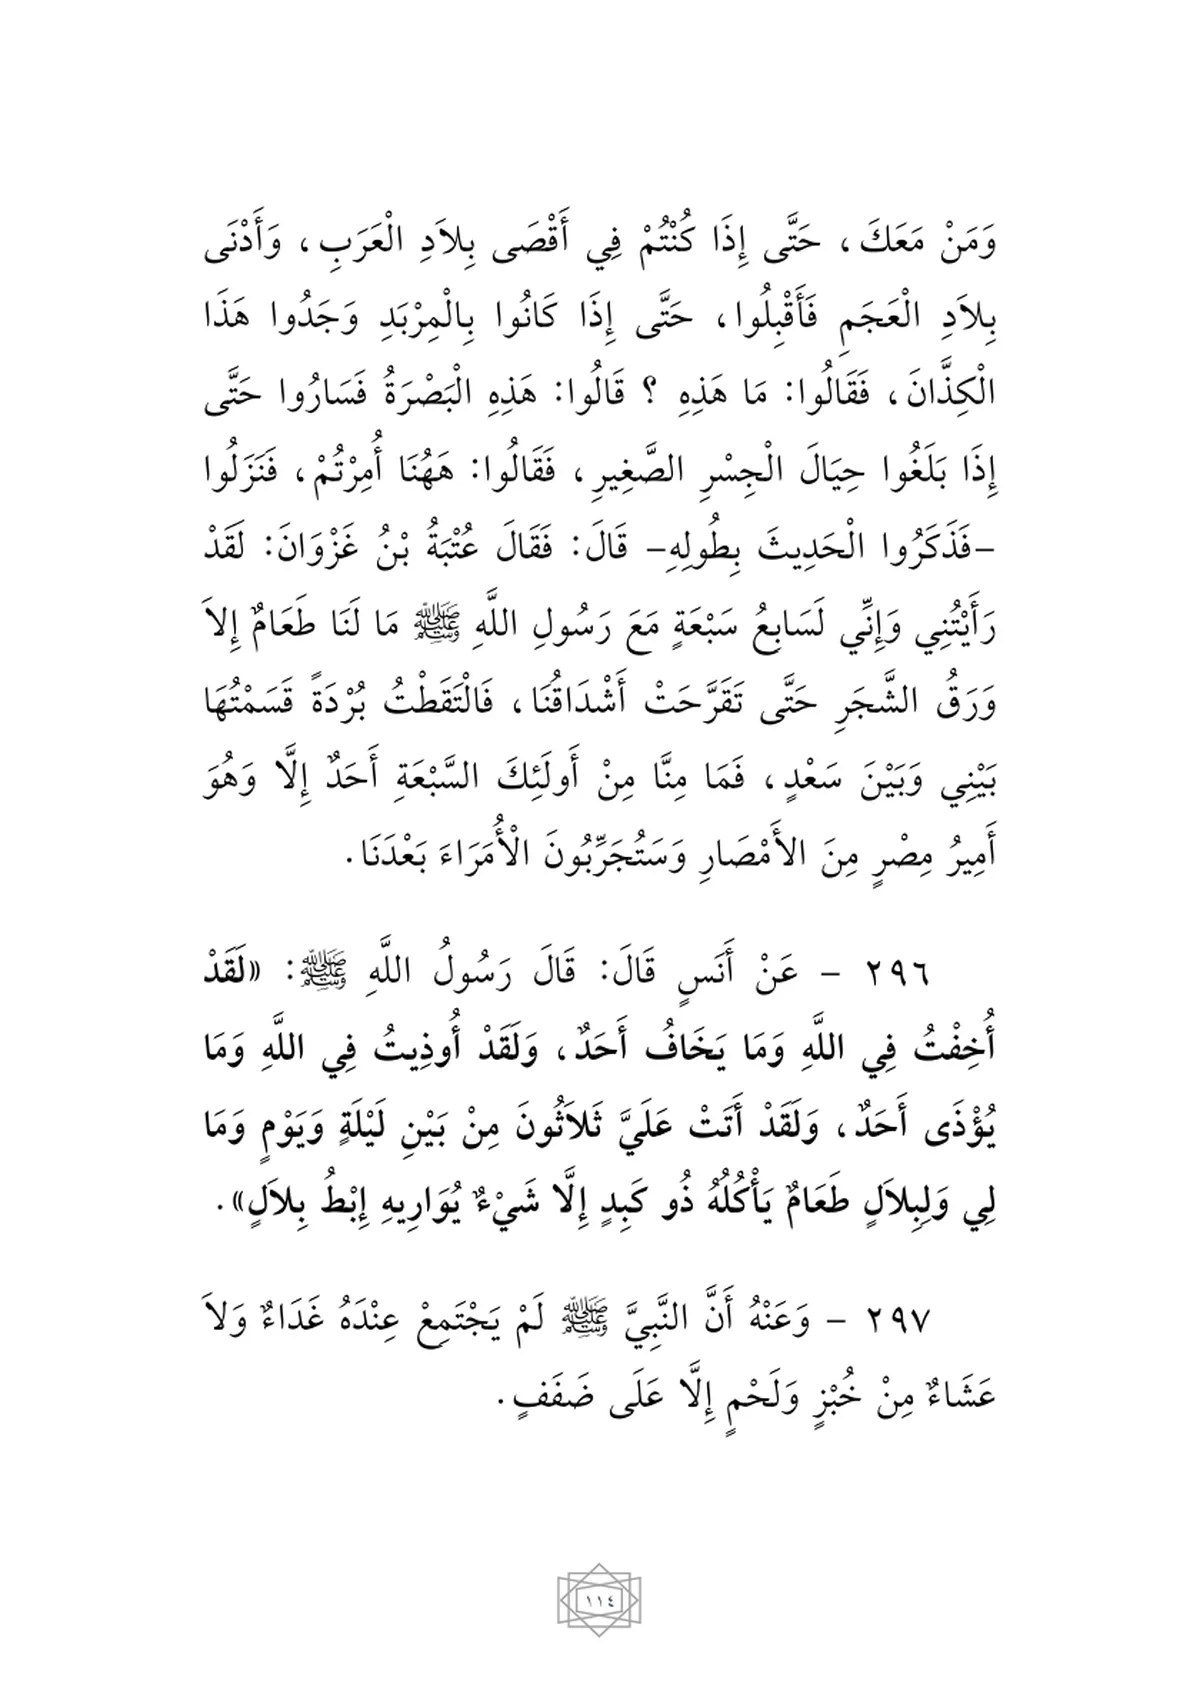 وَمَنْ مَعَكَ، حَتَّى إِذَا كُنْتُمْ فِي أَقْصَى بِلاَدِ الْعَرَبِ، وَأَدْنَى
بِلاَدِ الْعَجَمِ فَأَقْبِلُوا، حَتَّى إِذَا كَانُوا بِالْمِرْبَدِ وَجَدُوا هَذَا
الْكِذَّانَ، فَقَالُوا: مَا هَذِهِ ؟ قَالُوا: هَذِهِ الْبَصْرَةُ فَسَارُوا حَتَّى
إِذَا بَلَغُوا حِيَالَ الْجِسْرِ الصَّغِيرِ، فَقَالُوا: هَهُنَا أُمِرْتُمْ، فَنَزَلُوا
-فَذَكَرُوا الْحَدِيثَ بِطُولِهِ- قَالَ: فَقَالَ عُتْبَةُ بْنُ غَزْوَانَ: لَقَدْ
رَأَيْتُنِي وَإِنِّي لَسَابِعُ سَبْعَةٍ مَعَ رَسُولِ اللَّهِ ﷺ مَا لَنَا طَعَامٌ إِلاَ
وَرَقُ الشَّجَرِ حَتَّى تَقَرَّحَتْ أَشْدَاقُنَا، فَالْتَقَطْتُ بُرْدَةً قَسَمْتُهَا
بَيْنِي وَبَيْنَ سَعْدٍ، فَمَا مِنَّا مِنْ أَولَئِكَ السَّبْعَةِ أَحَدٌ إِلَّا وَهُوَ
أَمِيرُ مِصْرٍ مِنَ الأَمْصَارِ وَسَتُجَرِّبُونَ الْأُمَرَاءَ بَعْدَنَا.
٢٩٦ - عَنْ أَنَسٍ قَالَ: قَالَ رَسُولُ اللَّهِ ﷺ: «لَقَدْ
أُخِفْتُ فِي اللَّهِ وَمَا يَخَافُ أَحَدٌ، وَلَقَدْ أُوذِيتُ فِي اللَّهِ وَمَا
يُؤْذَى أَحَدٌ، وَلَقَدْ أَتَتْ عَلَيَّ ثَلاَثُونَ مِنْ بَيْنِ لَيْلَةٍ وَيَوْمٍ وَمَا
لِي وَلِبِلاَلٍ طَعَامٌ يَأْكُلُهُ ذُو كَبِدٍ إِلَّا شَيْءٌ يُوَارِيهِ إِبْطُ بِلاَلٍ».
٢٩٧ - وَعَنْهُ أَنَّ النَّبِيَّ ﷺ لَمْ يَجْتَمِعْ عِنْدَهُ غَدَاءٌ وَلاَ
عَشَاءٌ مِنْ خُبْزٍ وَلَحْمٍ إِلَّا عَلَى ضَفَفٍ.
١١٤